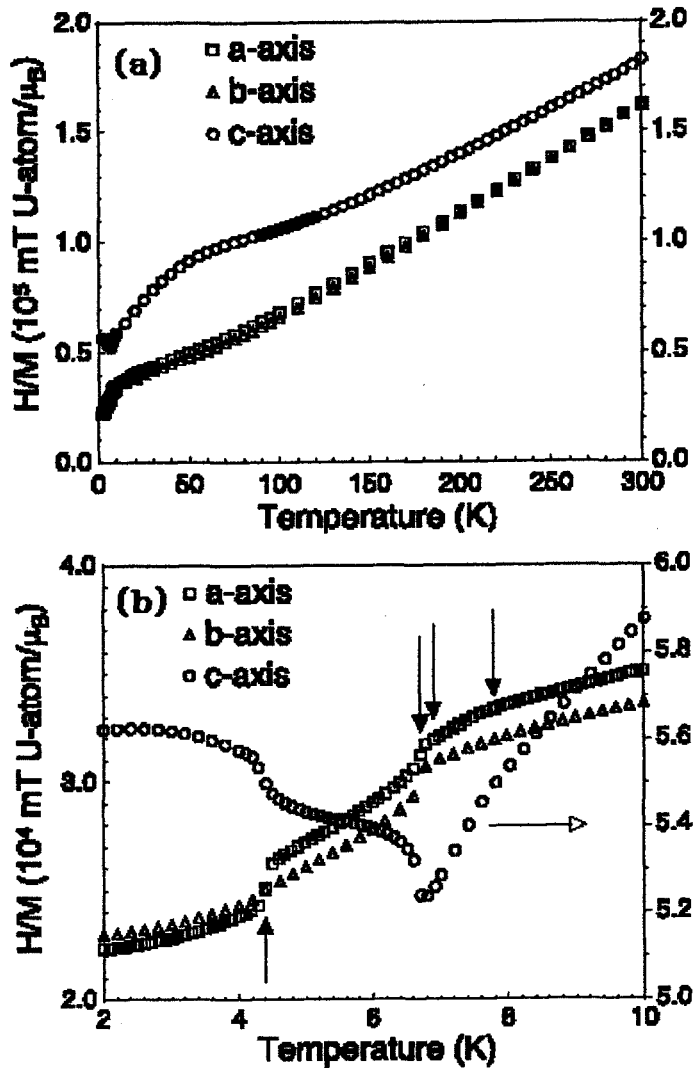 2.0 2.0
(a) a-axis
b-axis
c-axis
1.5 1.5
1.0 1.0
0.5 0.5
0.0 0.0
0 50 100 150 200 250 300
H/M (10⁵ mT U-atom/μB)
Temperature (K)
4.0 6.0
(b) a-axis
b-axis
c-axis
5.8
5.6
3.0
5.4
5.2
2.0 5.0
2 4 6 8 10
H/M (10⁴ mT U-atom/μB)
Temperature (K)